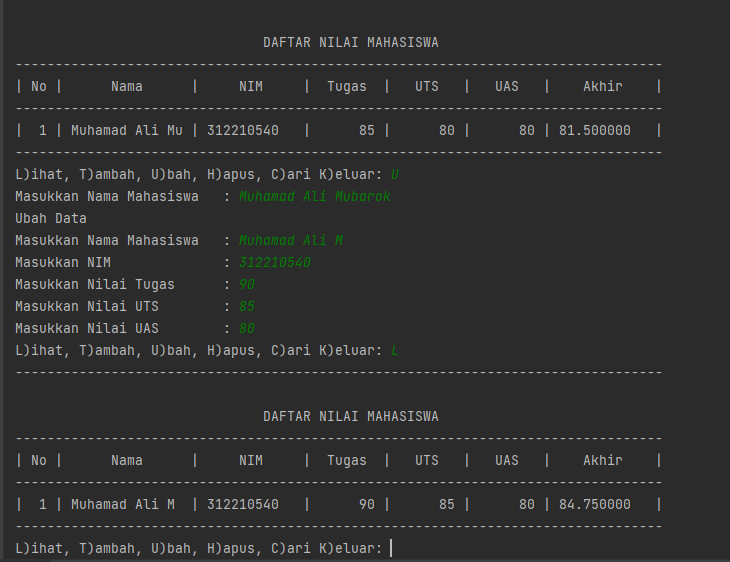 DAFTAR NILAI MAHASISWA
---------------------------------------------------------------------------------
| No |      Nama      |     NIM     |  Tugas  |   UTS   |   UAS   |    Akhir    |
---------------------------------------------------------------------------------
|  1 | Muhamad Ali Mu | 312210540   |      85 |      80 |      80 | 81.500000   |
---------------------------------------------------------------------------------
L)ihat, T)ambah, U)bah, H)apus, C)ari K)eluar: U
Masukkan Nama Mahasiswa   : Muhamad Ali Mubarok
Ubah Data
Masukkan Nama Mahasiswa   : Muhamad Ali M
Masukkan NIM              : 312210540
Masukkan Nilai Tugas      : 90
Masukkan Nilai UTS        : 85
Masukkan Nilai UAS        : 80
L)ihat, T)ambah, U)bah, H)apus, C)ari K)eluar: L
---------------------------------------------------------------------------------
DAFTAR NILAI MAHASISWA
---------------------------------------------------------------------------------
| No |      Nama      |     NIM     |  Tugas  |   UTS   |   UAS   |    Akhir    |
---------------------------------------------------------------------------------
|  1 | Muhamad Ali M  | 312210540   |      90 |      85 |      80 | 84.750000   |
---------------------------------------------------------------------------------
L)ihat, T)ambah, U)bah, H)apus, C)ari K)eluar: